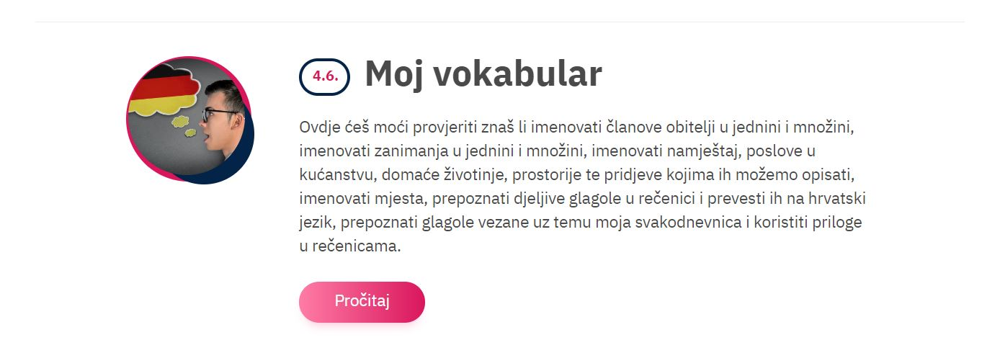 4.6. Moj vokabular
Ovdje ćeš moći provjeriti znaš li imenovati članove obitelji u jednini i množini,
imenovati zanimanja u jednini i množini, imenovati namještaj, poslove u
kućanstvu, domaće životinje, prostorije te pridjeve kojima ih možemo opisati,
imenovati mjesta, prepoznati djeljive glagole u rečenici i prevesti ih na hrvatski
jezik, prepoznati glagole vezane uz temu moja svakodnevnica i koristiti priloge
u rečenicama.
Pročitaj